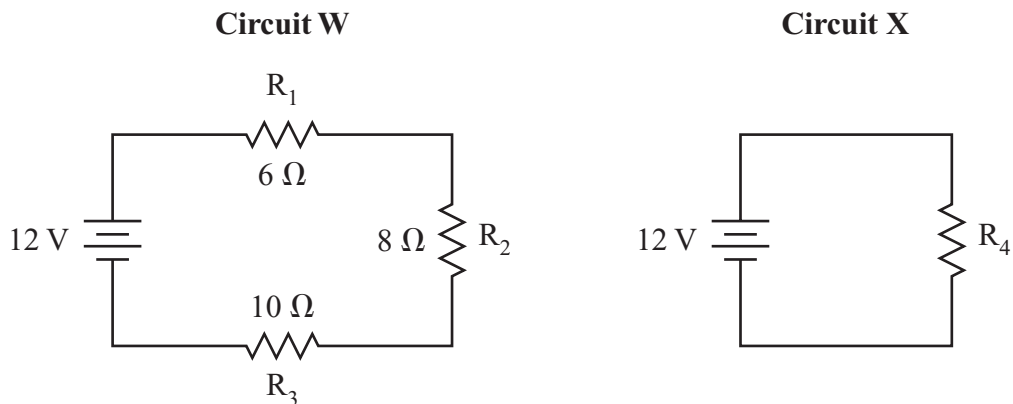 Circuit W
R₁
6 Ω
12 V
8 Ω
R₂
10 Ω
R₃
Circuit X
12 V
R₄